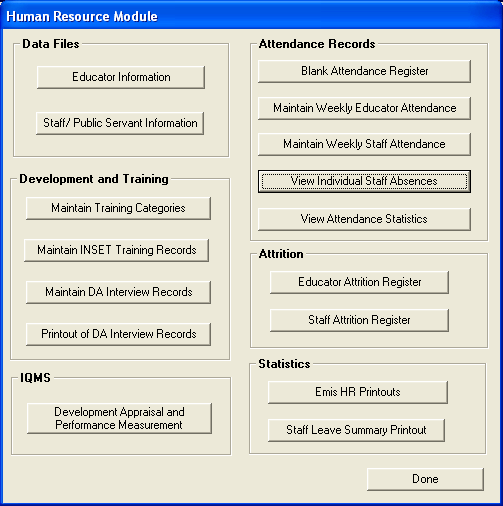 Human Resource Module
Data Files
Educator Information
Staff/ Public Servant Information
Development and Training
Maintain Training Categories
Maintain INSET Training Records
Maintain DA Interview Records
Printout of DA Interview Records
IQMS
Development Appraisal and
Performance Measurement
Attendance Records
Blank Attendance Register
Maintain Weekly Educator Attendance
Maintain Weekly Staff Attendance
View Individual Staff Absences
View Attendance Statistics
Attrition
Educator Attrition Register
Staff Attrition Register
Statistics
Emis HR Printouts
Staff Leave Summary Printout
Done